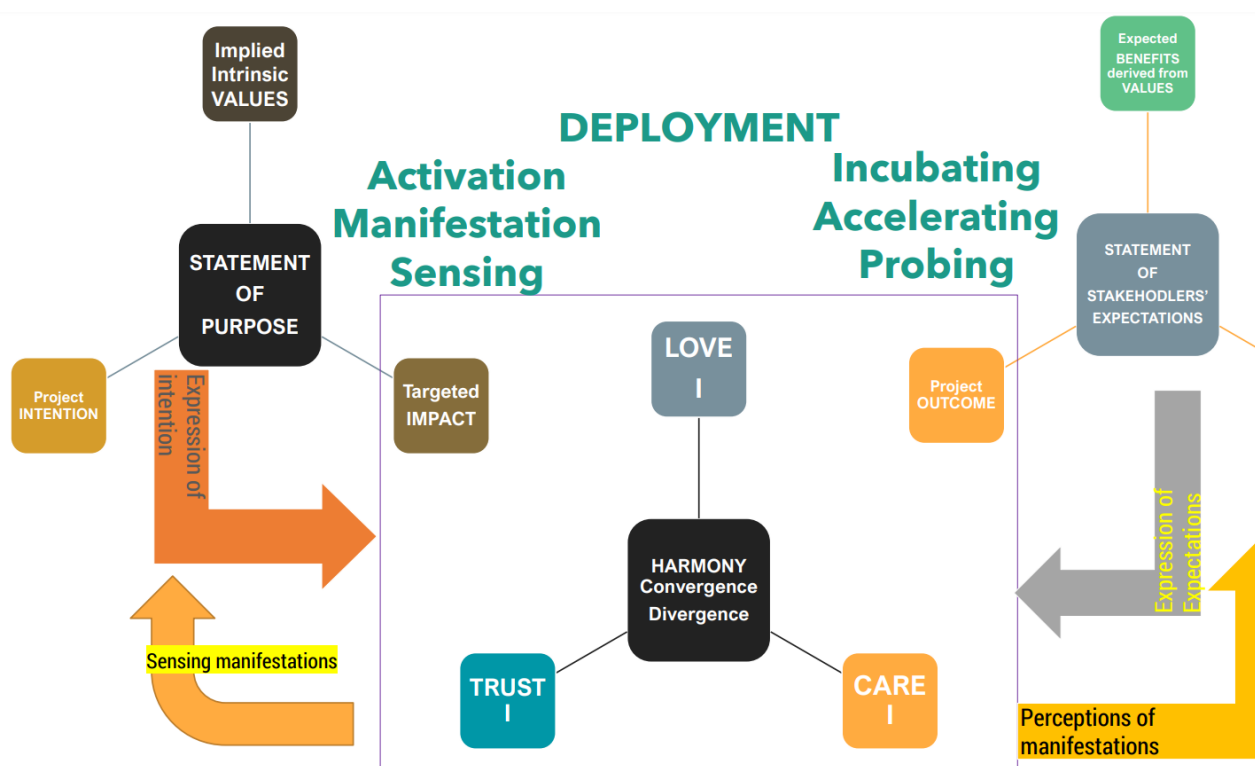 Implied
Intrinsic
VALUES
Expected
BENEFITS
derived from
VALUES
DEPLOYMENT
Activation
Manifestation
Sensing
Incubating
Accelerating
Probing
STATEMENT
OF
PURPOSE
STATEMENT
OF
STAKEHODLERS’
EXPECTATIONS
Project
INTENTION
Targeted
IMPACT
LOVE
I
Project
OUTCOME
Expression of
intention
Expression of
Expectations
HARMONY
Convergence
Divergence
Sensing manifestations
TRUST
I
CARE
I
Perceptions of
manifestations